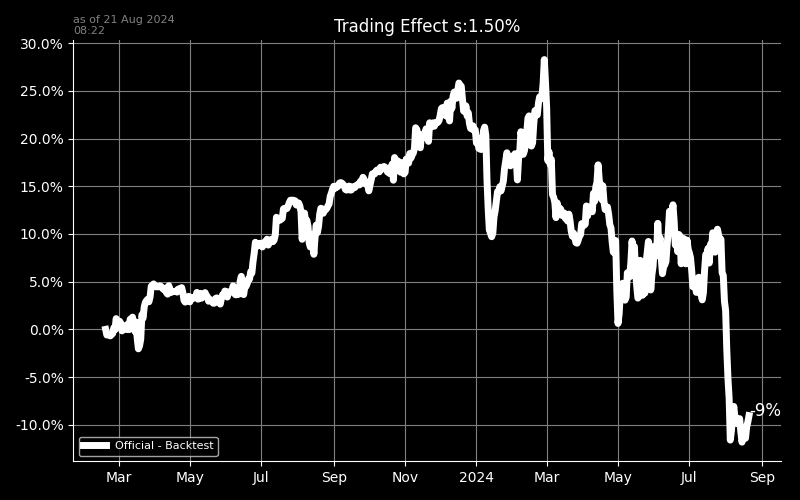 as of 21 Aug 2024
08:22
Trading Effect s:1.50%
30.0%
25.0%
20.0%
15.0%
10.0%
5.0%
0.0%
-5.0%
-10.0%
-9%
Official - Backtest
Mar May Jul Sep Nov 2024 Mar May Jul Sep